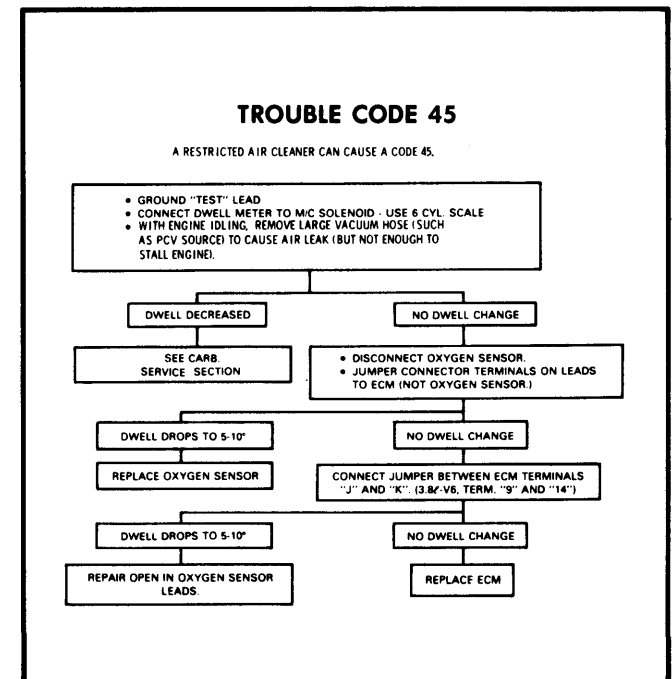 TROUBLE CODE 45
A RESTRICTED AIR CLEANER CAN CAUSE A CODE 45.
• GROUND "TEST" LEAD
• CONNECT DWELL METER TO M/C SOLENOID - USE 6 CYL. SCALE
• WITH ENGINE IDLING, REMOVE LARGE VACUUM HOSE (SUCH
AS PCV SOURCE) TO CAUSE AIR LEAK (BUT NOT ENOUGH TO
STALL ENGINE).
DWELL DECREASED
NO DWELL CHANGE
SEE CARB.
SERVICE SECTION
• DISCONNECT OXYGEN SENSOR.
• JUMPER CONNECTOR TERMINALS ON LEADS
TO ECM (NOT OXYGEN SENSOR.)
DWELL DROPS TO 5-10°
NO DWELL CHANGE
REPLACE OXYGEN SENSOR
CONNECT JUMPER BETWEEN ECM TERMINALS
"J" AND "K". (3.8ℓ-V6, TERM. "9" AND "14")
DWELL DROPS TO 5-10°
NO DWELL CHANGE
REPAIR OPEN IN OXYGEN SENSOR
LEADS.
REPLACE ECM